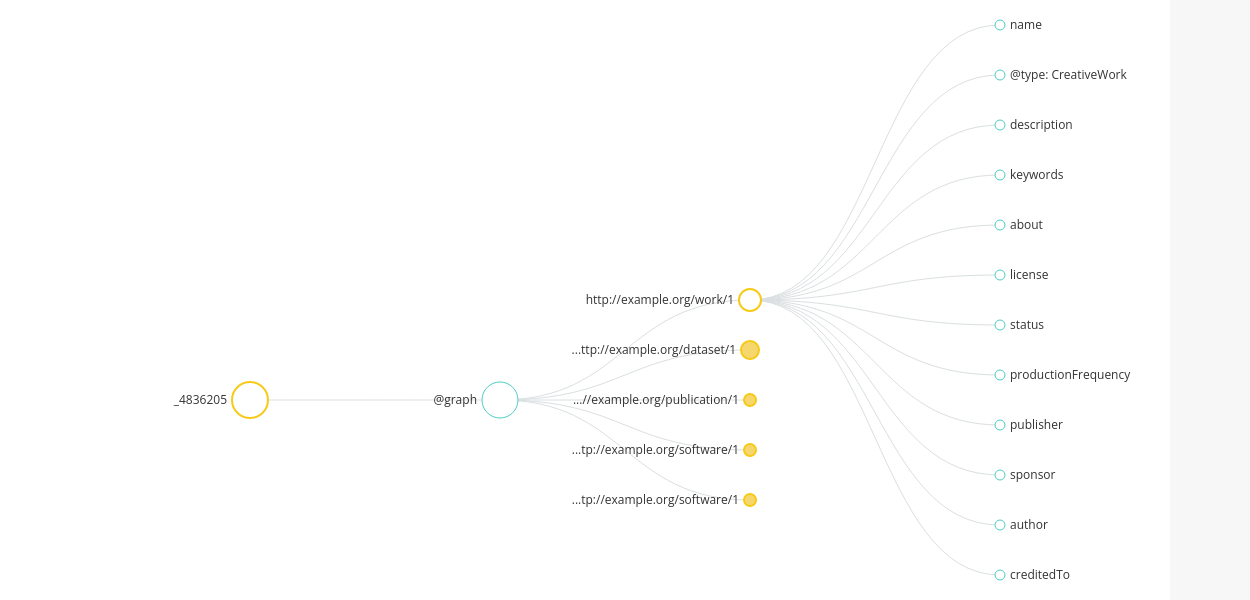 name
@type: CreativeWork
description
keywords
about
license
http://example.org/work/1
status
...ttp://example.org/dataset/1
productionFrequency
_4836205
@graph
...//example.org/publication/1
publisher
...tp://example.org/software/1
sponsor
...tp://example.org/software/1
author
creditedTo